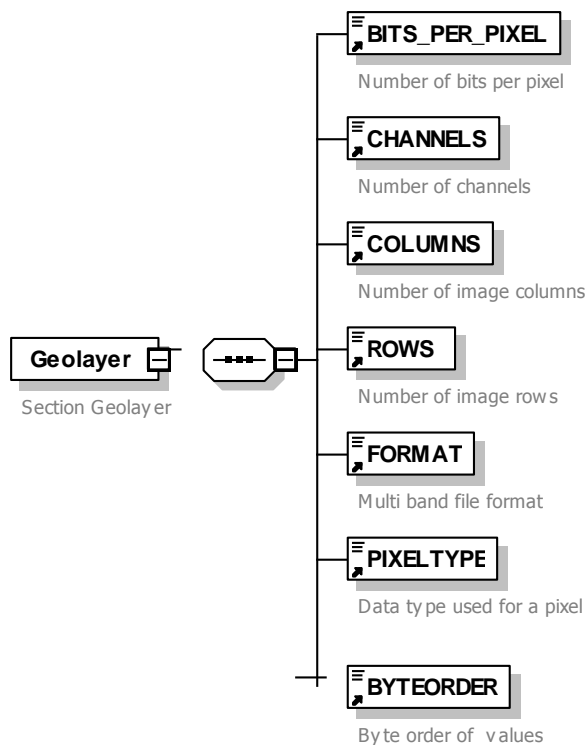 BITS_PER_PIXEL
Number of bits per pixel
CHANNELS
Number of channels
COLUMNS
Number of image columns
Geolayer
Section Geolayer
ROWS
Number of image rows
FORMAT
Multi band file format
PIXELTYPE
Data type used for a pixel
BYTEORDER
Byte order of values